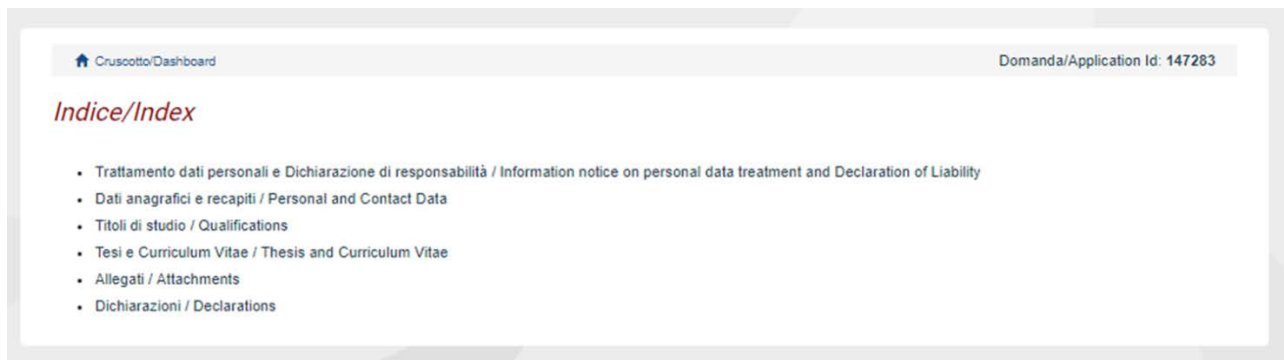 Cruscotto/Dashboard Domanda/Application Id: 147283
Indice/Index
• Trattamento dati personali e Dichiarazione di responsabilità / Information notice on personal data treatment and Declaration of Liability
• Dati anagrafici e recapiti / Personal and Contact Data
• Titoli di studio / Qualifications
• Tesi e Curriculum Vitae / Thesis and Curriculum Vitae
• Allegati / Attachments
• Dichiarazioni / Declarations